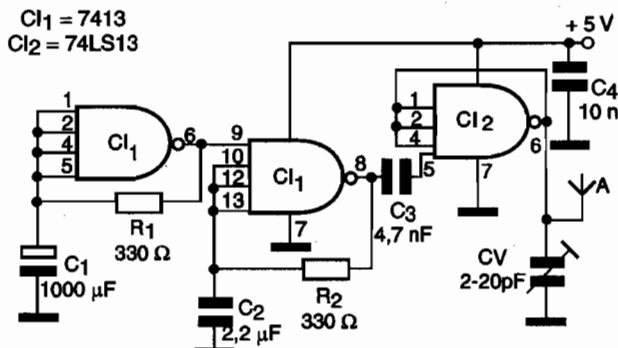 CI₁ = 7413
CI₂ = 74LS13
+ 5 V
1
2
4
5
CI₁
6
9
10
12
13
CI₁
8
7
1
2
4
5
CI₂
6
7
C₄
10 n
A
R₁
330 Ω
C₁
1000 µF
C₂
2,2 µF
R₂
330 Ω
C₃
4,7 nF
CV
2-20pF